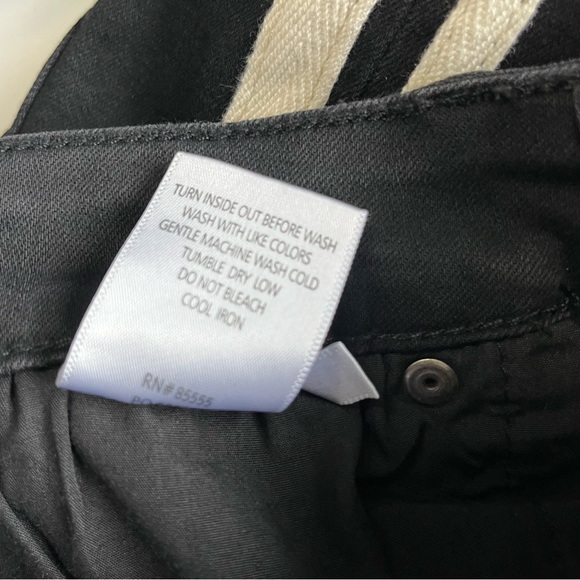 TURN INSIDE OUT BEFORE WASH
WASH WITH LIKE COLORS
GENTLE MACHINE WASH COLD
TUMBLE DRY LOW
DO NOT BLEACH
COOL IRON
RN# 85555